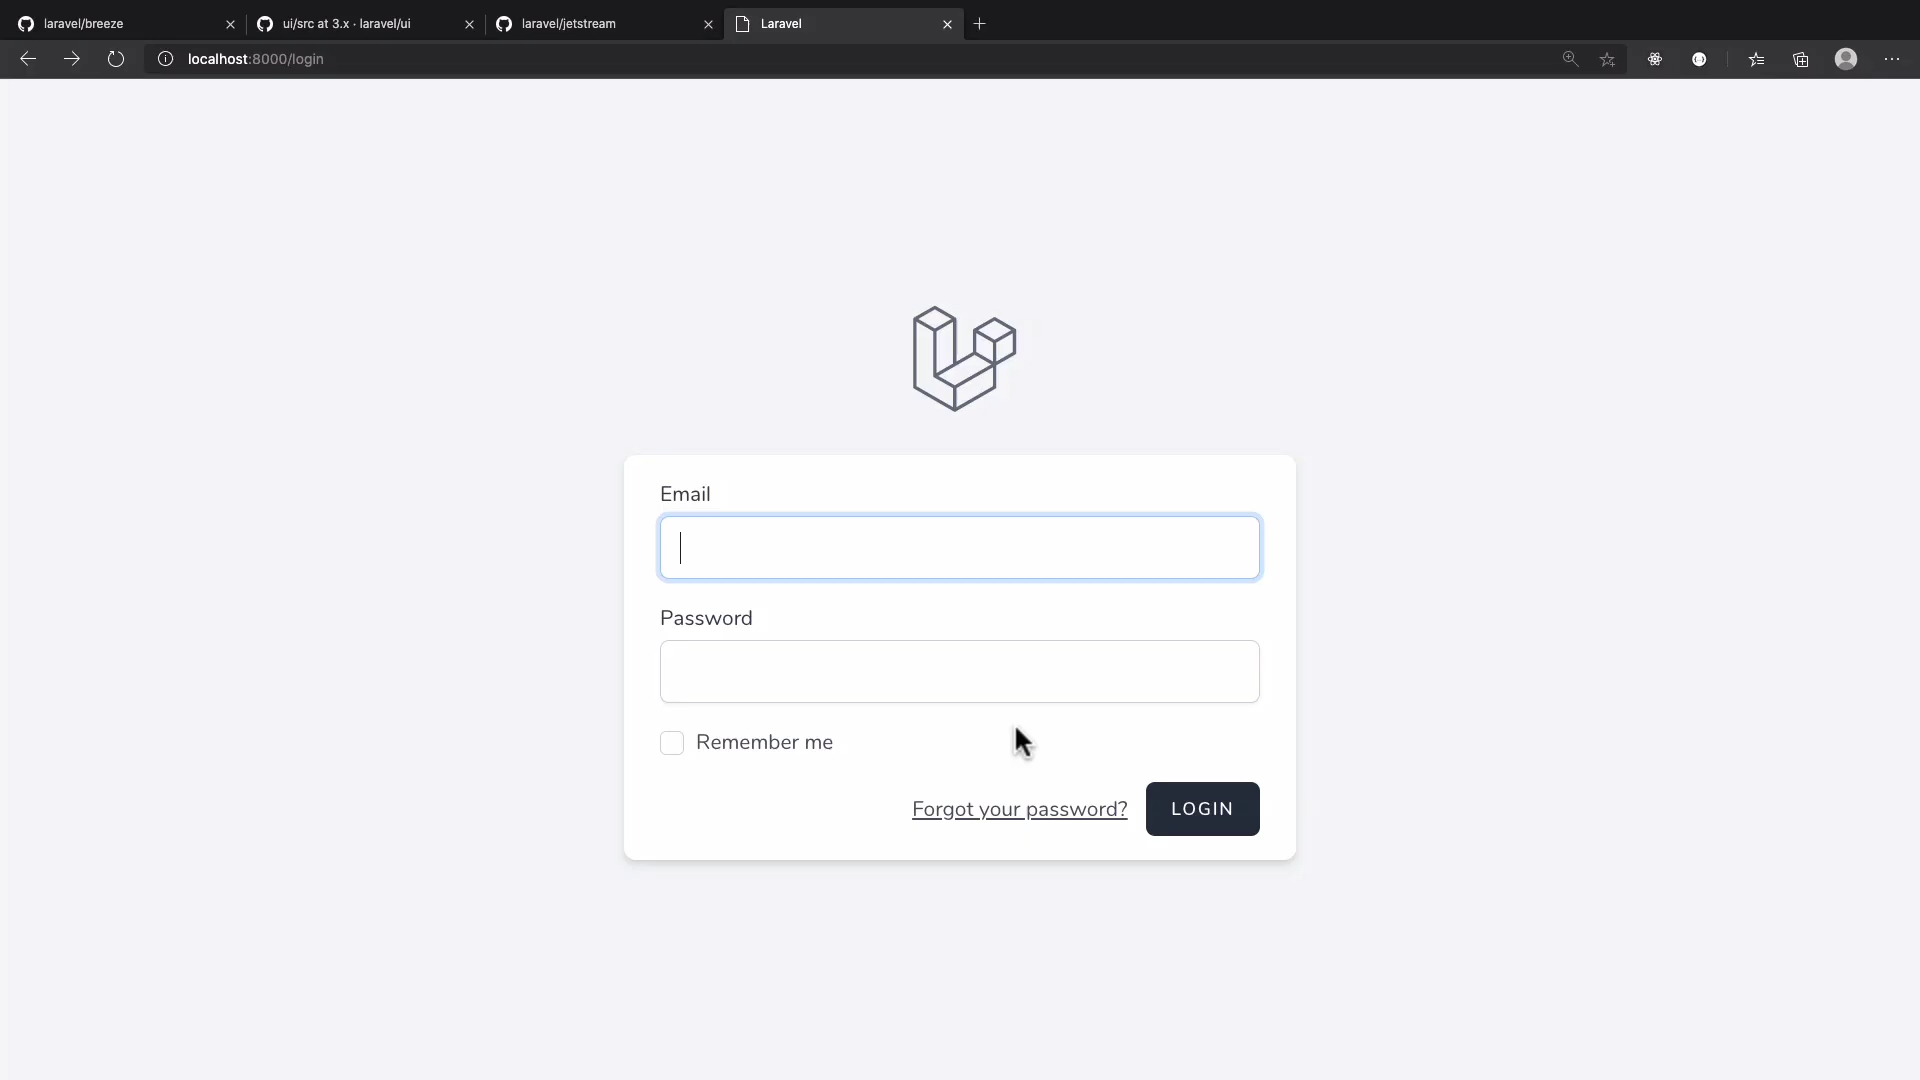 laravel/breeze
ui/src at 3.x · laravel/ui
laravel/jetstream
Laravel
localhost:8000/login
Email
Password
Remember me
Forgot your password?
LOGIN